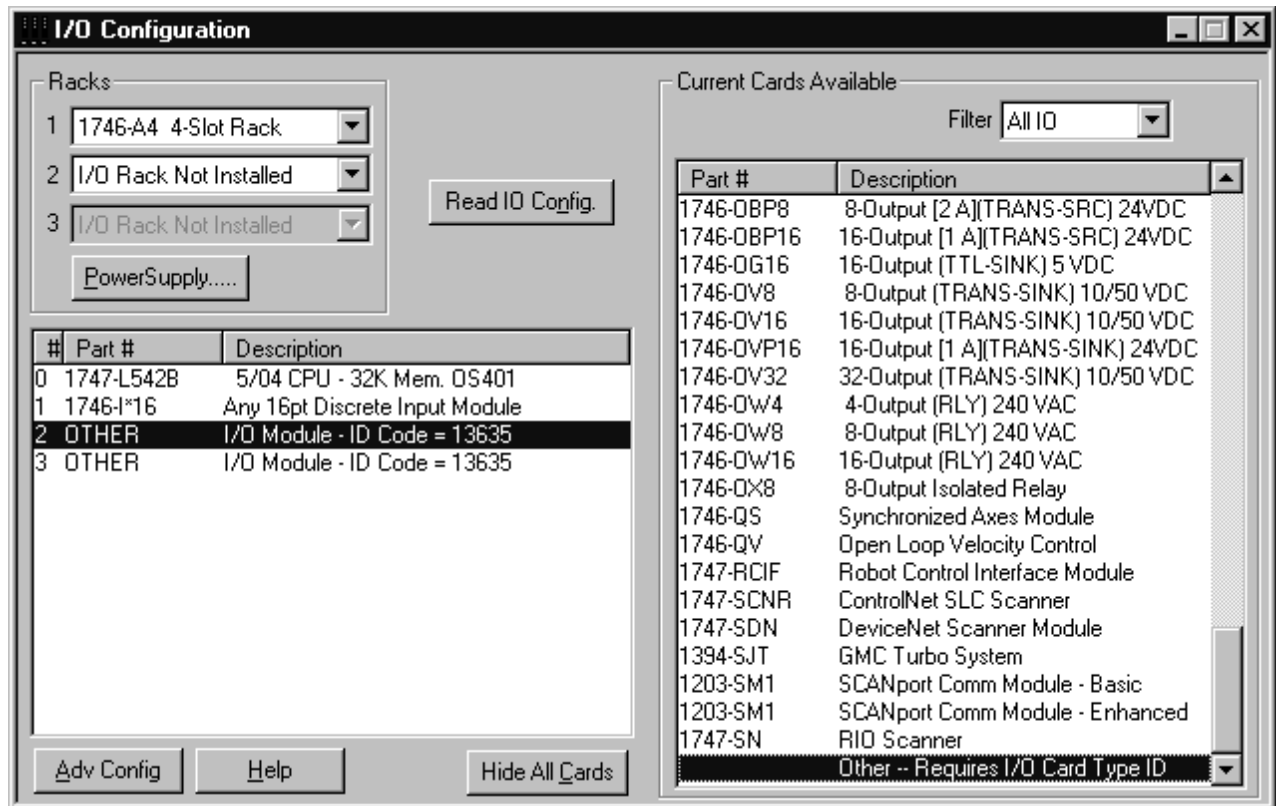 I/O Configuration
Racks
1 1746-A4 4-Slot Rack
2 I/O Rack Not Installed
3 I/O Rack Not Installed
PowerSupply.....
Read IO Config.
# Part # Description
0 1747-L542B 5/04 CPU - 32K Mem. OS401
1 1746-I*16 Any 16pt Discrete Input Module
2 OTHER I/O Module - ID Code = 13635
3 OTHER I/O Module - ID Code = 13635
Adv Config Help Hide All Cards
Current Cards Available
Filter All IO
Part # Description
1746-OBP8 8-Output [2 A](TRANS-SRC) 24VDC
1746-OBP16 16-Output [1 A](TRANS-SRC) 24VDC
1746-OG16 16-Output (TTL-SINK) 5 VDC
1746-OV8 8-Output (TRANS-SINK) 10/50 VDC
1746-OV16 16-Output (TRANS-SINK) 10/50 VDC
1746-OVP16 16-Output [1 A](TRANS-SINK) 24VDC
1746-OV32 32-Output (TRANS-SINK) 10/50 VDC
1746-OW4 4-Output (RLY) 240 VAC
1746-OW8 8-Output (RLY) 240 VAC
1746-OW16 16-Output (RLY) 240 VAC
1746-OX8 8-Output Isolated Relay
1746-QS Synchronized Axes Module
1746-QV Open Loop Velocity Control
1747-RCIF Robot Control Interface Module
1747-SCNR ControlNet SLC Scanner
1747-SDN DeviceNet Scanner Module
1394-SJT GMC Turbo System
1203-SM1 SCANport Comm Module - Basic
1203-SM1 SCANport Comm Module - Enhanced
1747-SN RIO Scanner
Other -- Requires I/O Card Type ID